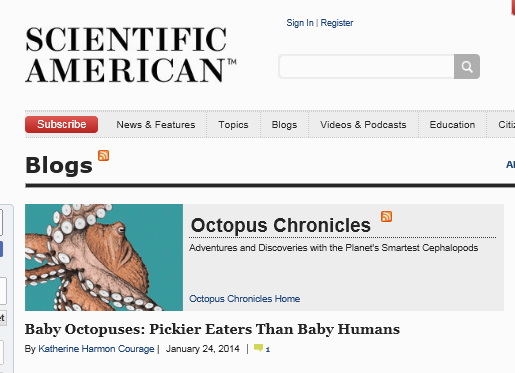 Sign In | Register
SCIENTIFIC
AMERICAN™
Subscribe News & Features Topics Blogs Videos & Podcasts Education Citiz
Blogs
Al
Octopus Chronicles
Adventures and Discoveries with the Planet's Smartest Cephalopods
Octopus Chronicles Home
et
Baby Octopuses: Pickier Eaters Than Baby Humans
By Katherine Harmon Courage | January 24, 2014 | 1